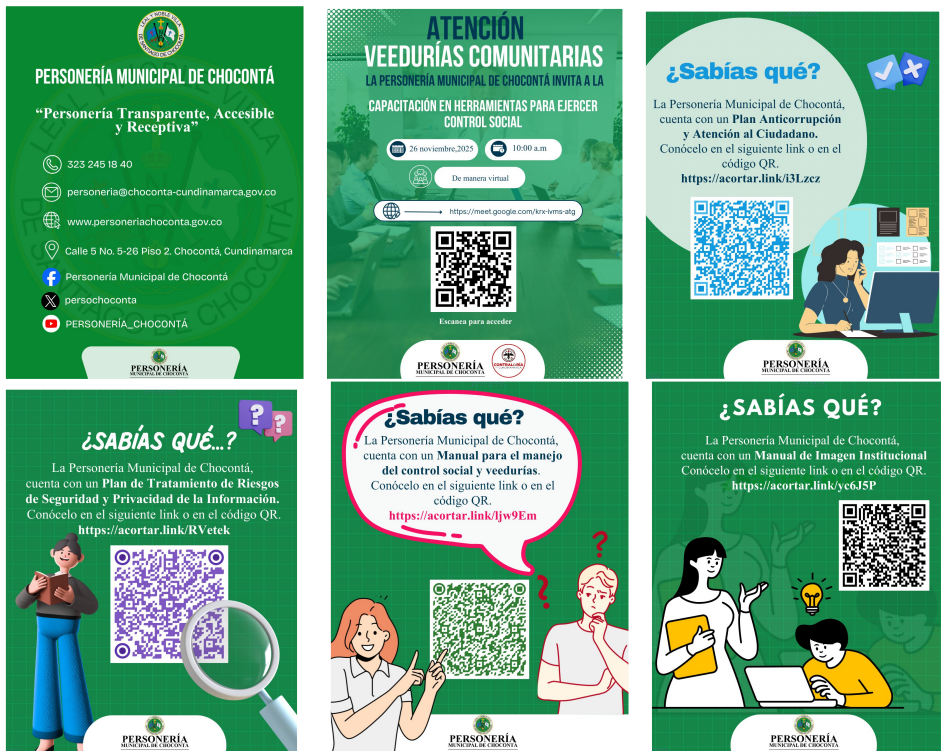 LEAL Y NOBLE VILLA
DE SANTIAGO DE CHOCONTÁ
PERSONERÍA MUNICIPAL DE CHOCONTÁ
“Personería Transparente, Accesible
y Receptiva”
323 245 18 40
personeria@choconta-cundinamarca.gov.co
www.personeriachoconta.gov.co
Calle 5 No. 5-26 Piso 2. Chocontá, Cundinamarca
Personería Municipal de Chocontá
persochoconta
PERSONERÍA_CHOCONTÁ
PERSONERÍA
MUNICIPAL DE CHOCONTÁ
ATENCIÓN
VEEDURÍAS COMUNITARIAS
LA PERSONERÍA MUNICIPAL DE CHOCONTÁ INVITA A LA
CAPACITACIÓN EN HERRAMIENTAS PARA EJERCER
CONTROL SOCIAL
26 noviembre,2025
10:00 a.m
De manera virtual
https://meet.google.com/krx-ivms-atg
Escanea para acceder
PERSONERÍA
MUNICIPAL DE CHOCONTÁ
CONTRALORÍA
¿Sabías qué?
La Personería Municipal de Chocontá,
cuenta con un Plan Anticorrupción
y Atención al Ciudadano.
Conócelo en el siguiente link o en el
código QR.
https://acortar.link/i3Lzcz
PERSONERÍA
MUNICIPAL DE CHOCONTÁ
¿SABÍAS QUÉ...?
La Personería Municipal de Chocontá,
cuenta con un Plan de Tratamiento de Riesgos
de Seguridad y Privacidad de la Información.
Conócelo en el siguiente link o en el código QR.
https://acortar.link/RVetek
PERSONERÍA
MUNICIPAL DE CHOCONTÁ
¿Sabías qué?
La Personería Municipal de Chocontá,
cuenta con un Manual para el manejo
del control social y veedurías.
Conócelo en el siguiente link o en el
código QR.
https://acortar.link/ljw9Em
PERSONERÍA
MUNICIPAL DE CHOCONTÁ
¿SABÍAS QUÉ?
La Personería Municipal de Chocontá,
cuenta con un Manual de Imagen Institucional
Conócelo en el siguiente link o en el código QR.
https://acortar.link/yc6J5P
PERSONERÍA
MUNICIPAL DE CHOCONTÁ